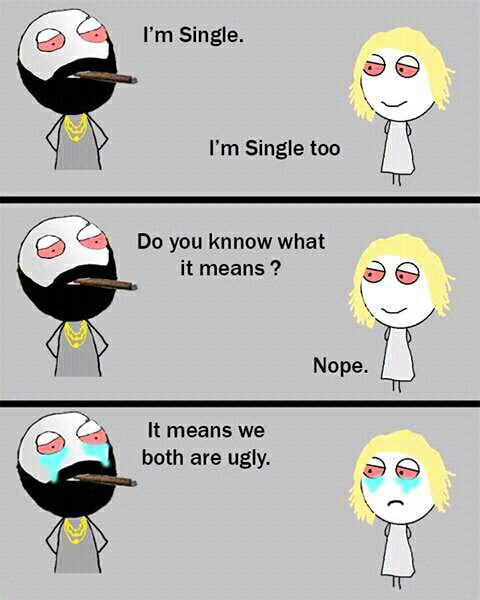 I'm Single.
I'm Single too
Do you knnow what
it means ?
Nope.
It means we
both are ugly.